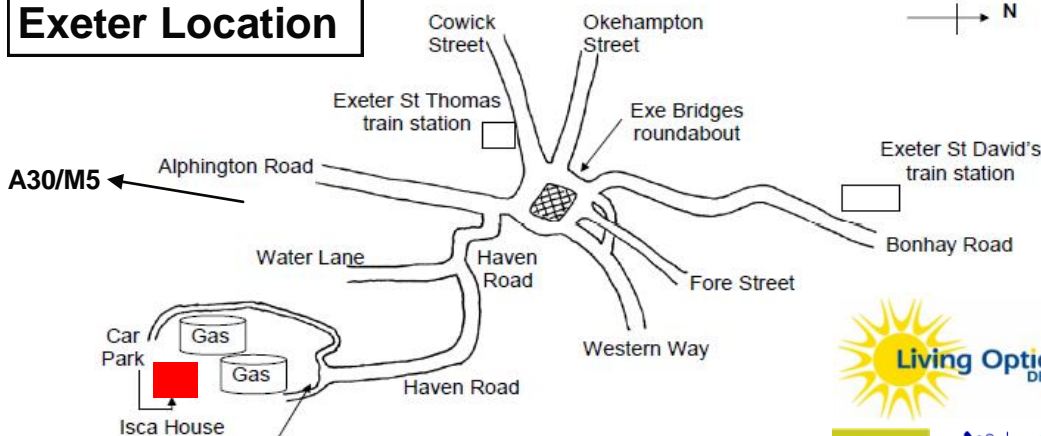 Exeter Location
N
Cowick
Street
Okehampton
Street
Exeter St Thomas
train station
Exe Bridges
roundabout
Exeter St David's
train station
A30/M5
Alphington Road
Bonhay Road
Water Lane
Haven
Road
Fore Street
Car
Park
Gas
Gas
Western Way
Haven Road
Isca House
Living